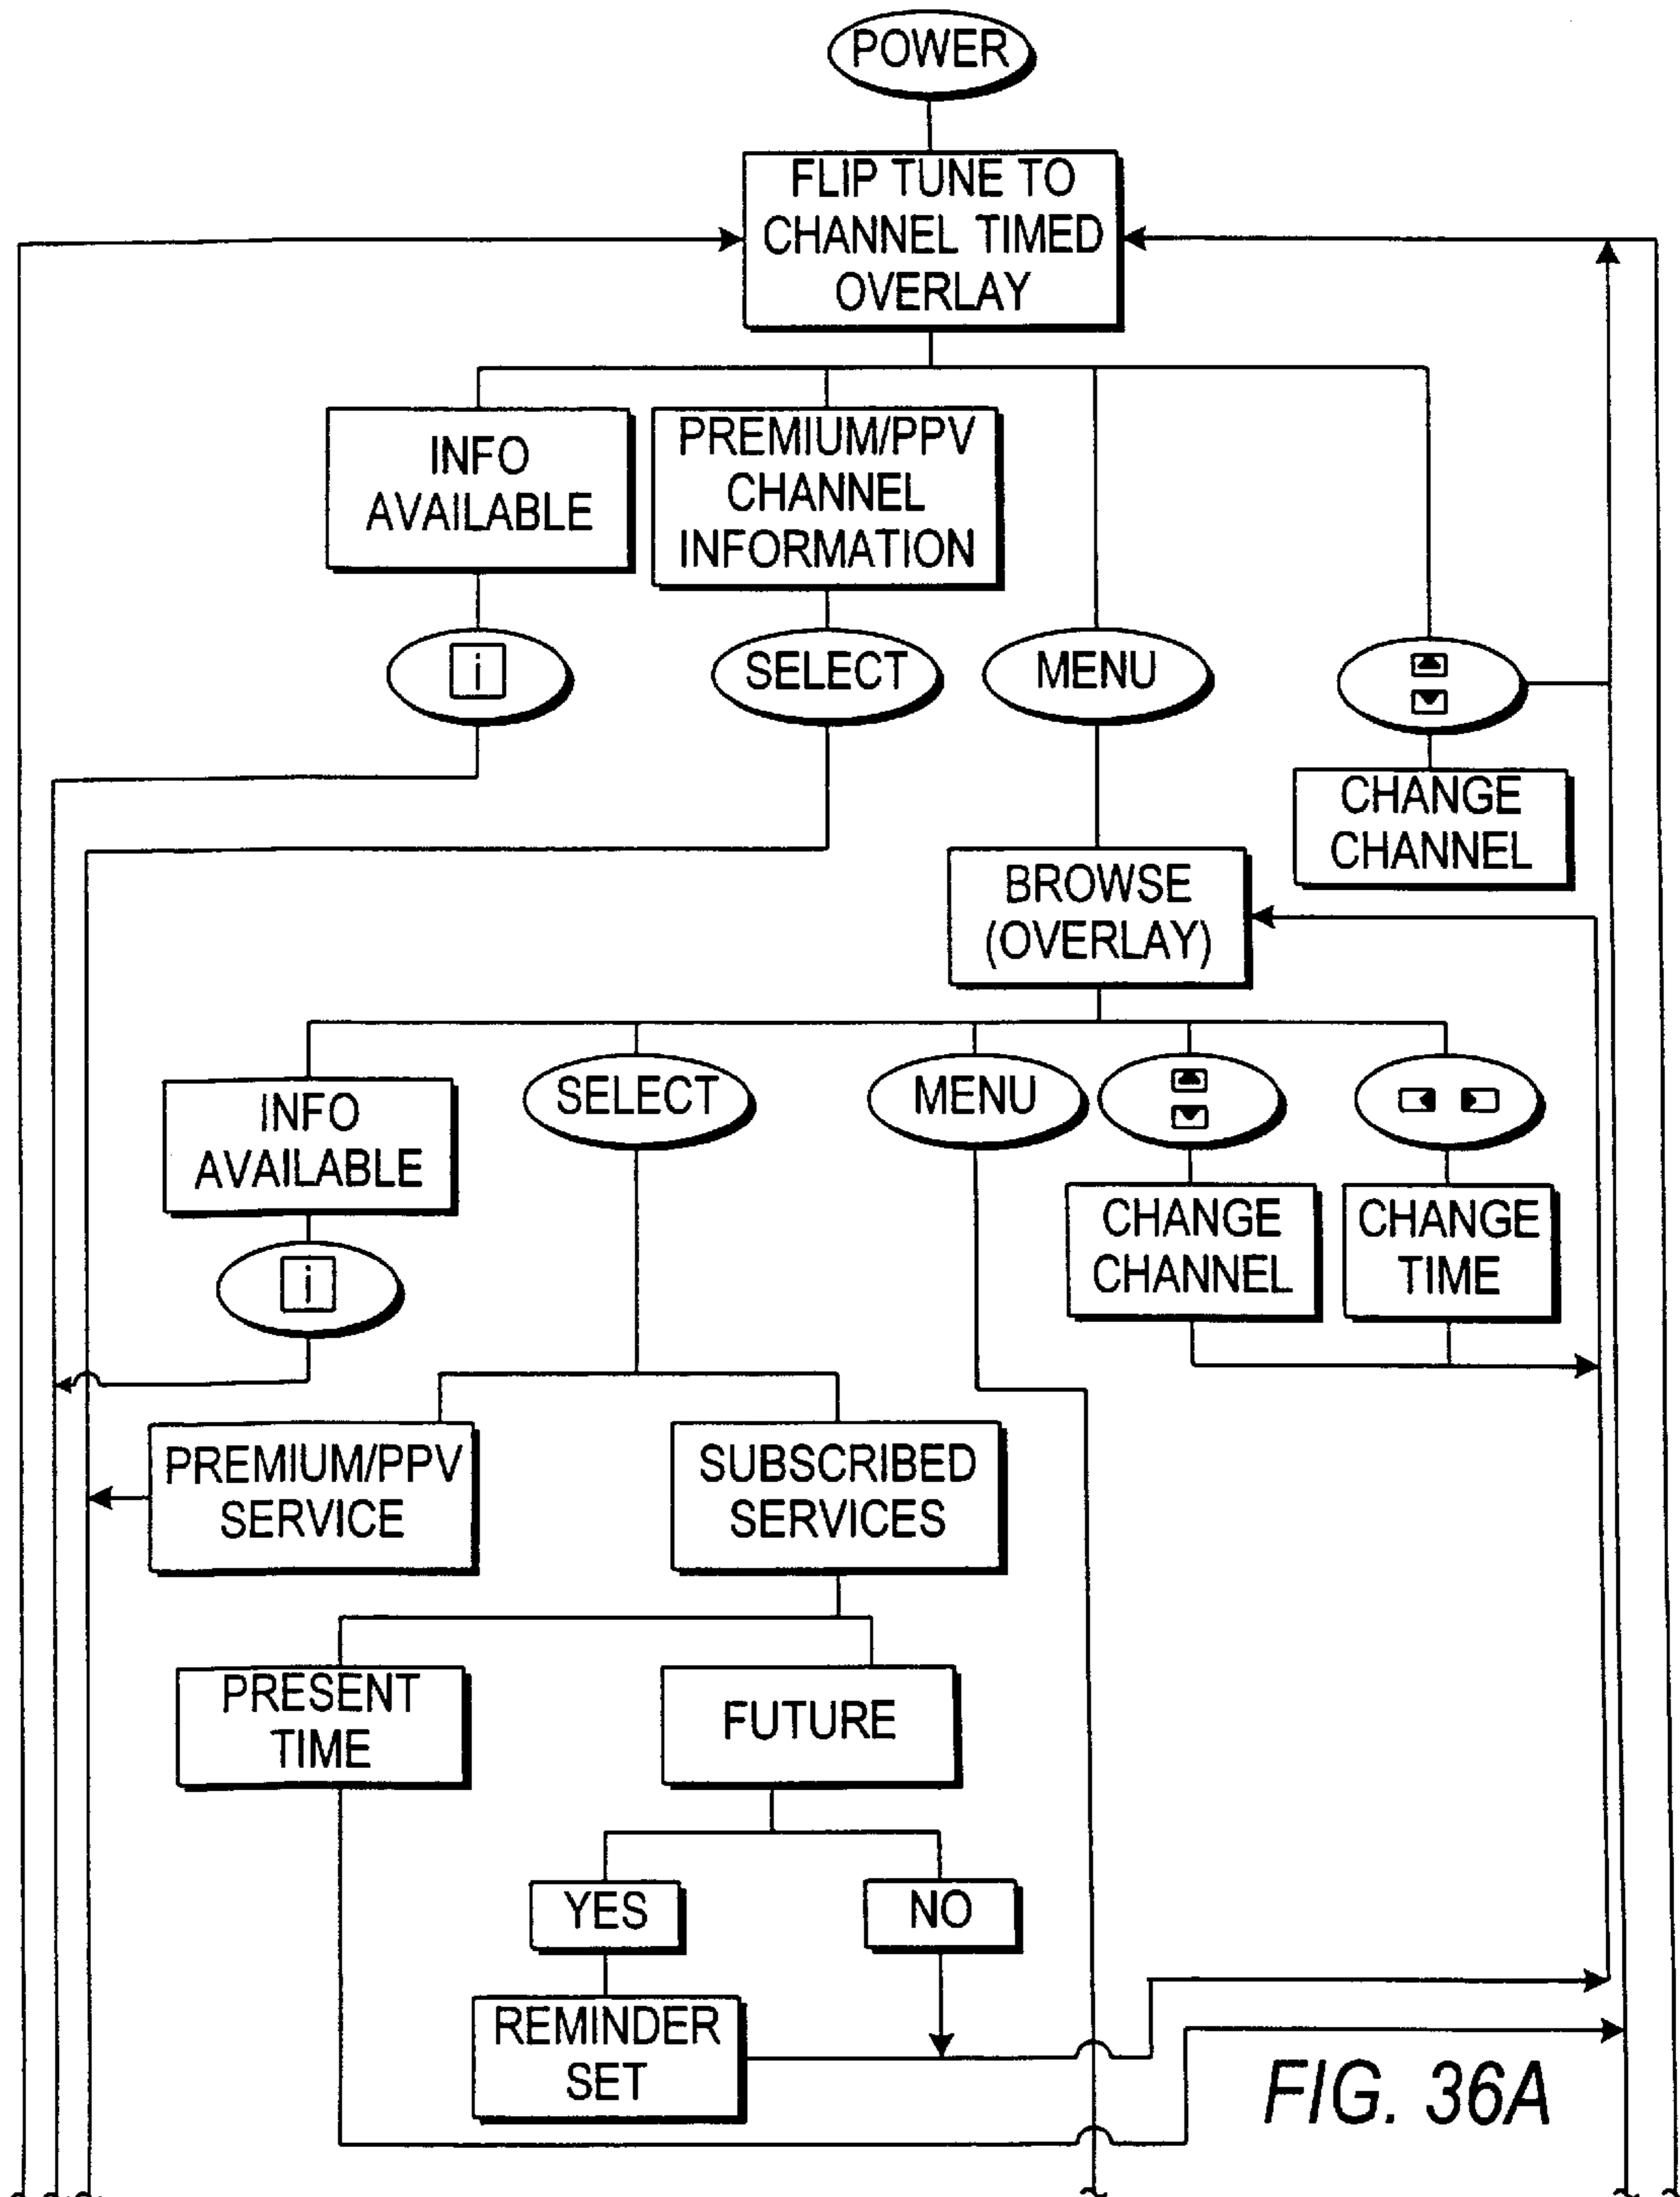 POWER
FLIP TUNE TO
CHANNEL TIMED
OVERLAY
INFO
AVAILABLE
PREMIUM/PPV
CHANNEL
INFORMATION
i
SELECT
MENU
CHANGE
CHANNEL
BROWSE
(OVERLAY)
INFO
AVAILABLE
SELECT
MENU
i
CHANGE
CHANNEL
CHANGE
TIME
PREMIUM/PPV
SERVICE
SUBSCRIBED
SERVICES
PRESENT
TIME
FUTURE
YES
NO
REMINDER
SET
FIG. 36A